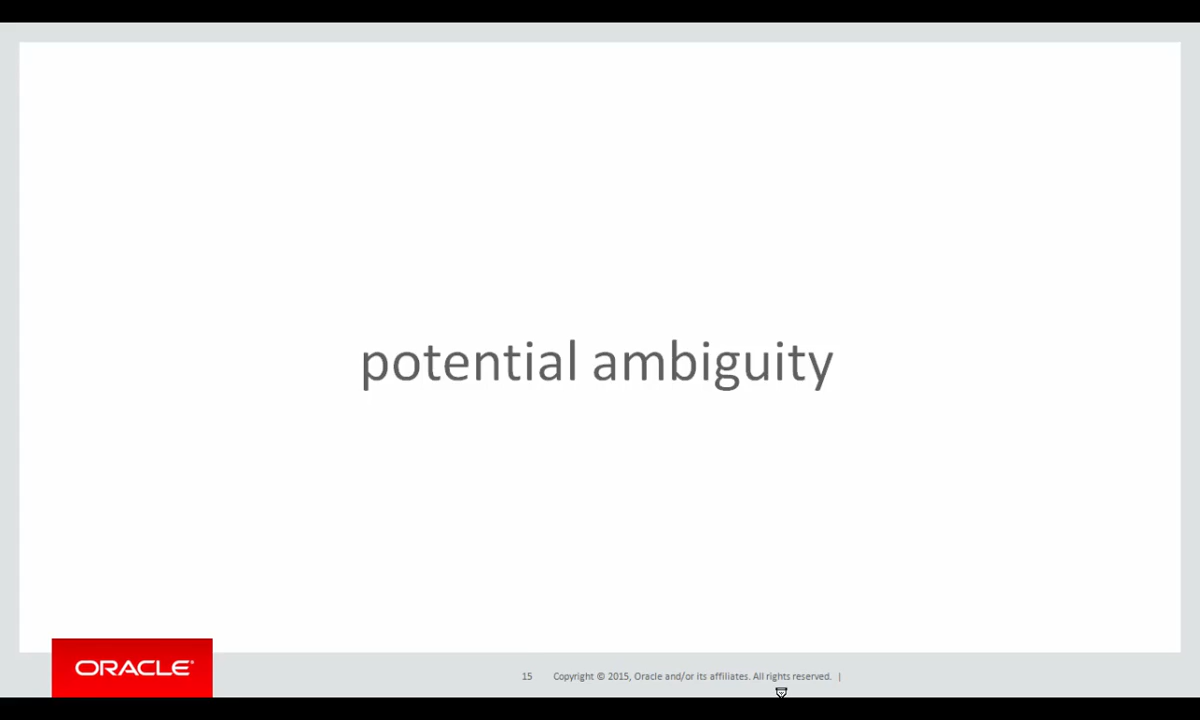 potential ambiguity
ORACLE
15 Copyright © 2015, Oracle and/or its affiliates. All rights reserved. |